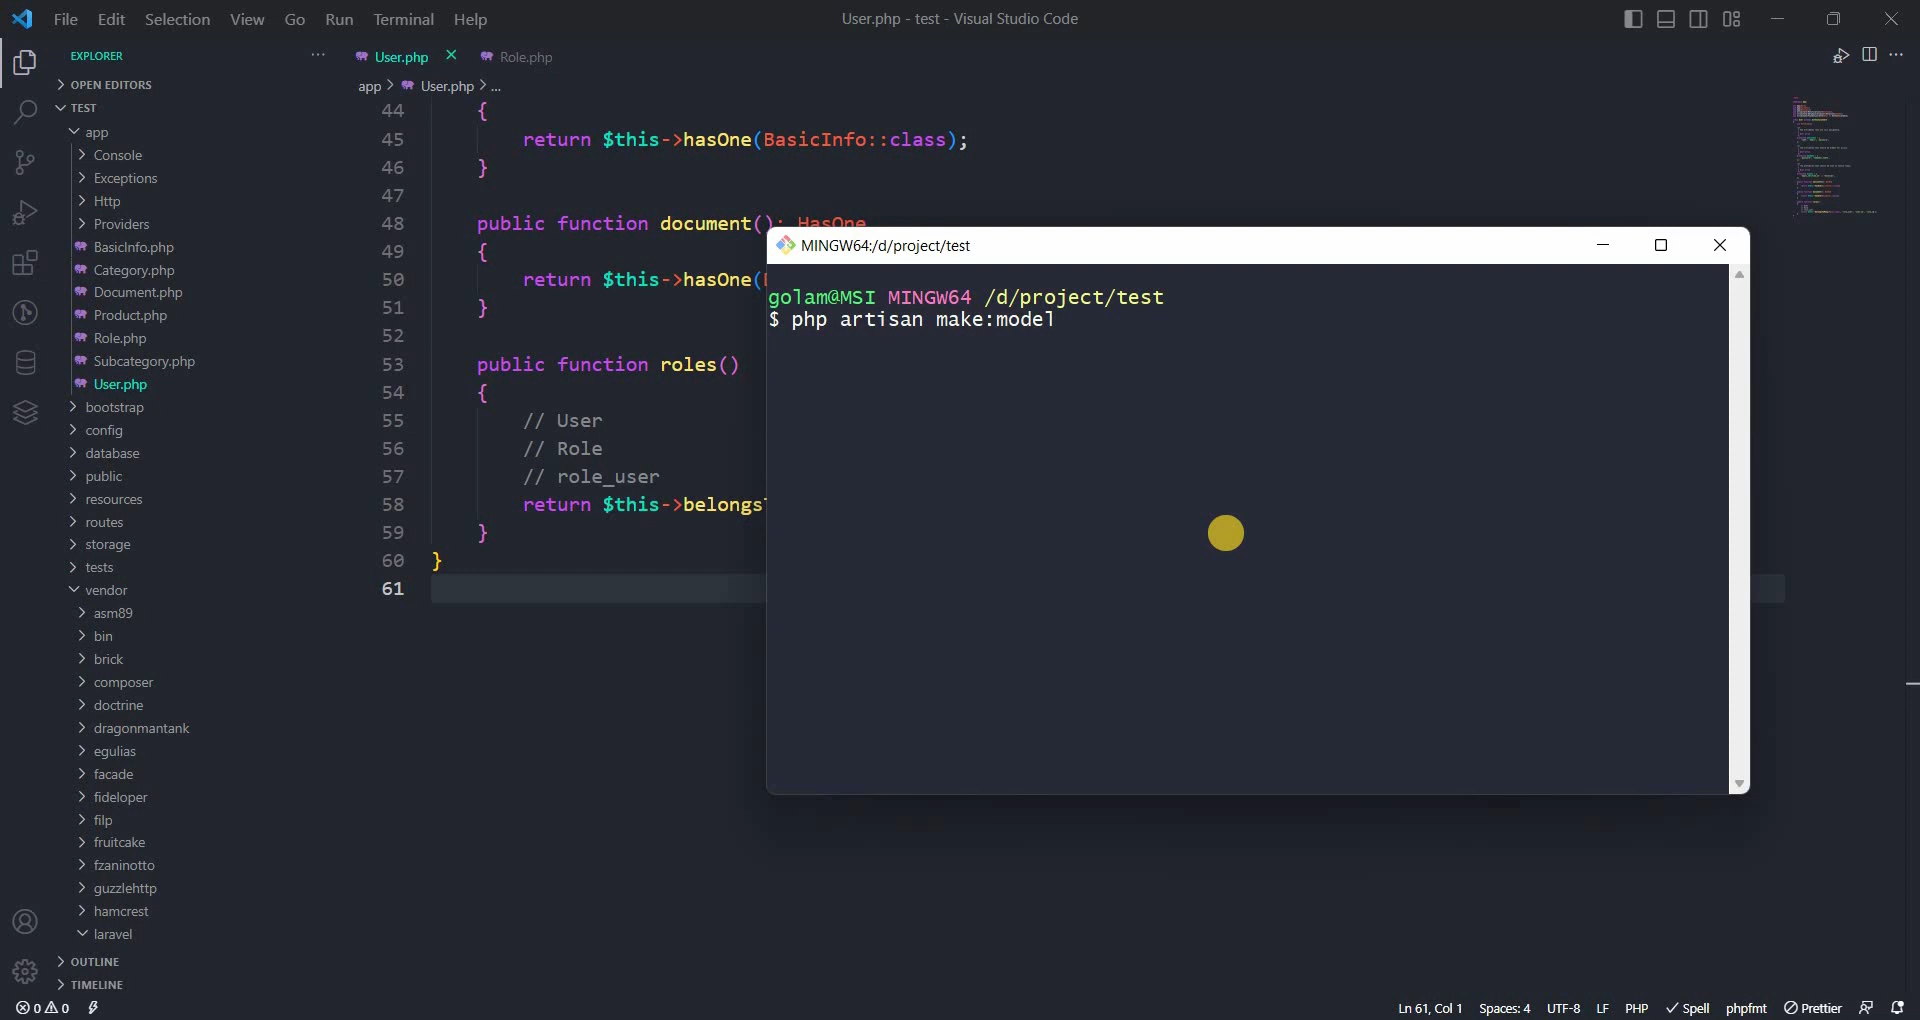 File Edit Selection View Go Run Terminal Help
User.php - test - Visual Studio Code
EXPLORER
OPEN EDITORS
TEST
app
Console
Exceptions
Http
Providers
BasicInfo.php
Category.php
Document.php
Product.php
Role.php
Subcategory.php
User.php
bootstrap
config
database
public
resources
routes
storage
tests
vendor
asm89
bin
brick
composer
doctrine
dragonmantank
egulias
facade
fideloper
filp
fruitcake
fzaninotto
guzzlehttp
hamcrest
laravel
OUTLINE
TIMELINE
User.php
Role.php
app > User.php > ...
44 {
45 return $this->hasOne(BasicInfo::class);
46 }
47
48 public function document(): HasOne
49 {
50 return $this->hasOne(
51 }
52
53 public function roles()
54 {
55 // User
56 // Role
57 // role_user
58 return $this->belongs
59 }
60 }
61
MINGW64:/d/project/test
golam@MSI MINGW64 /d/project/test
$ php artisan make:model
0 0
Ln 61, Col 1 Spaces: 4 UTF-8 LF PHP Spell phpfmt Prettier